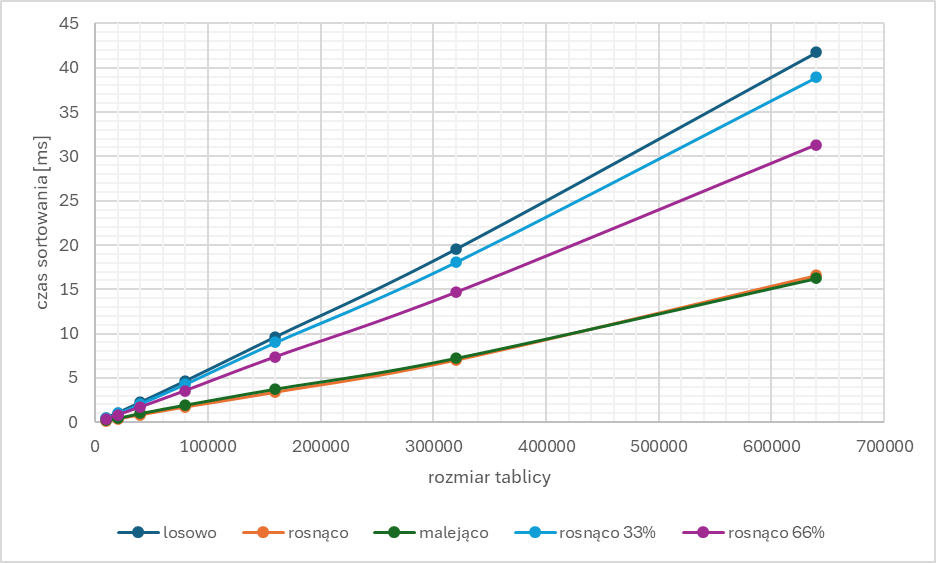 45
40
35
30
25
20
15
10
5
0
czas sortowania [ms]
0 100000 200000 300000 400000 500000 600000 700000
rozmiar tablicy
losowo rosnąco malejąco rosnąco 33% rosnąco 66%